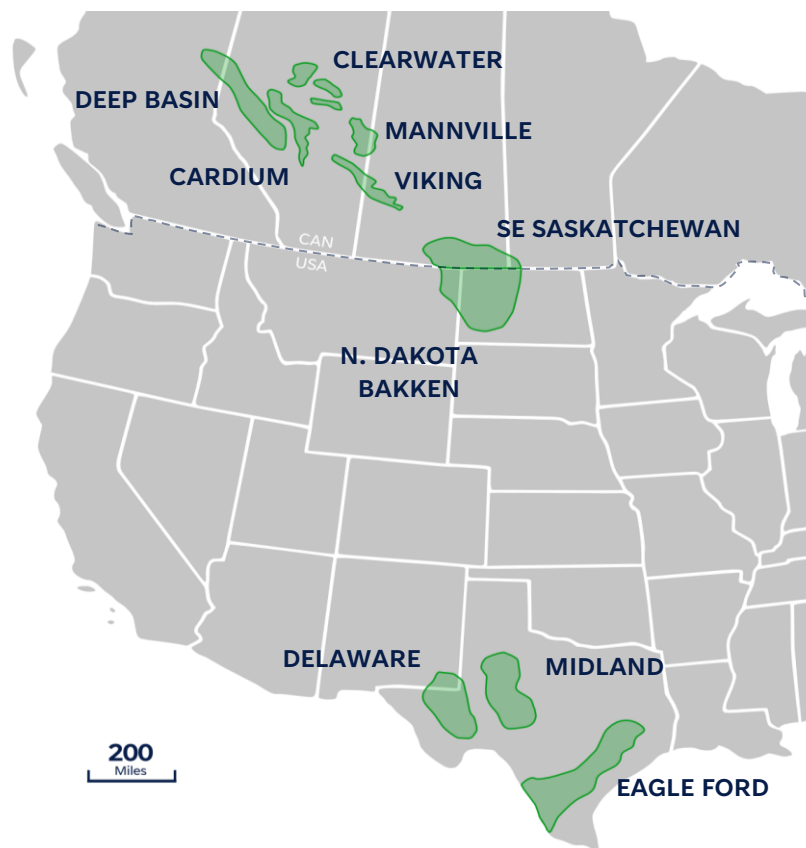 CLEARWATER
DEEP BASIN
MANNVILLE
CARDIUM
VIKING
SE SASKATCHEWAN
CAN
USA
N. DAKOTA
BAKKEN
DELAWARE
MIDLAND
200
Miles
EAGLE FORD